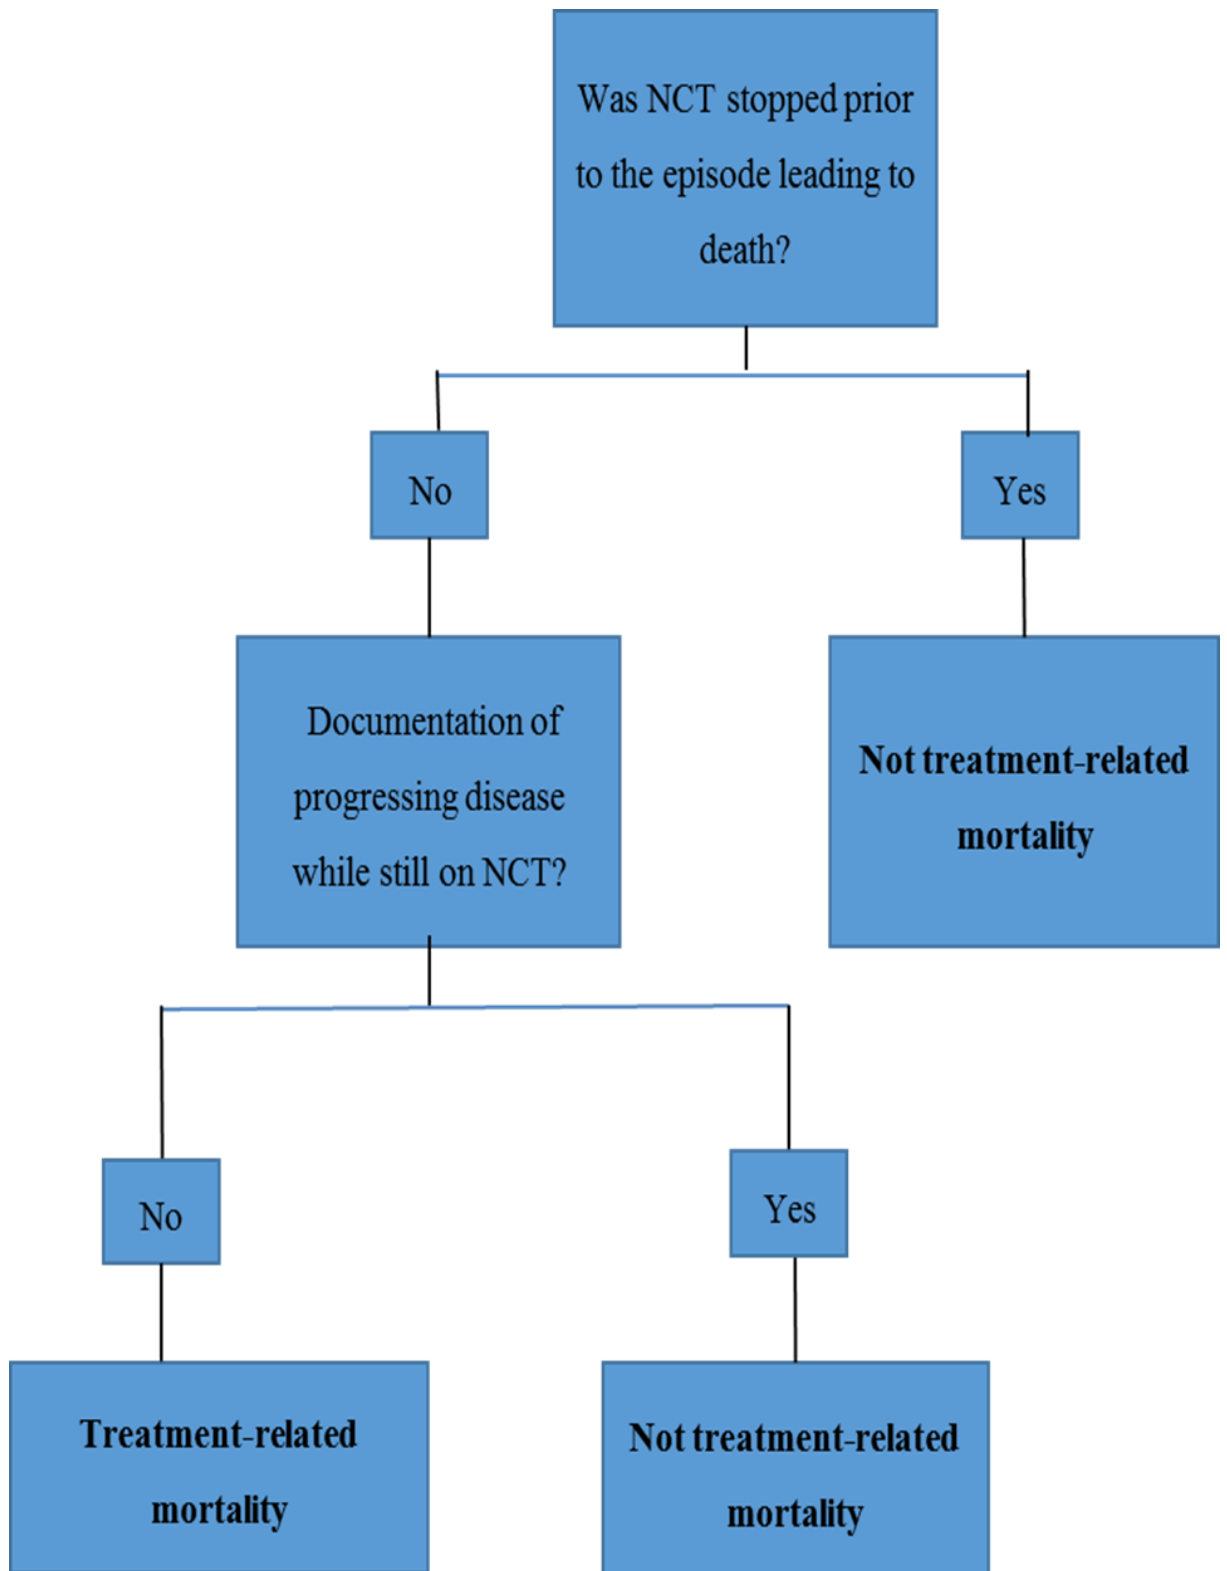 Was NCT stopped prior
to the episode leading to
death?
No
Yes
Documentation of
progressing disease
while still on NCT?
Not treatment-related
mortality
No
Yes
Treatment-related
mortality
Not treatment-related
mortality